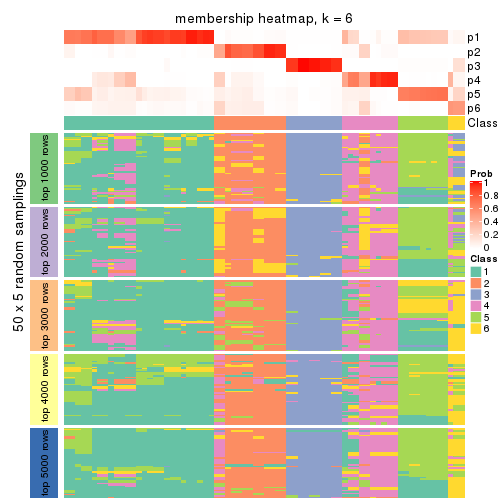 membership heatmap, k = 6
p1
p2
p3
p4
p5
p6
Class
50 x 5 random samplings
top 1000 rows
top 2000 rows
top 3000 rows
top 4000 rows
top 5000 rows
Prob
1
0.8
0.6
0.4
0.2
0
Class
1
2
3
4
5
6